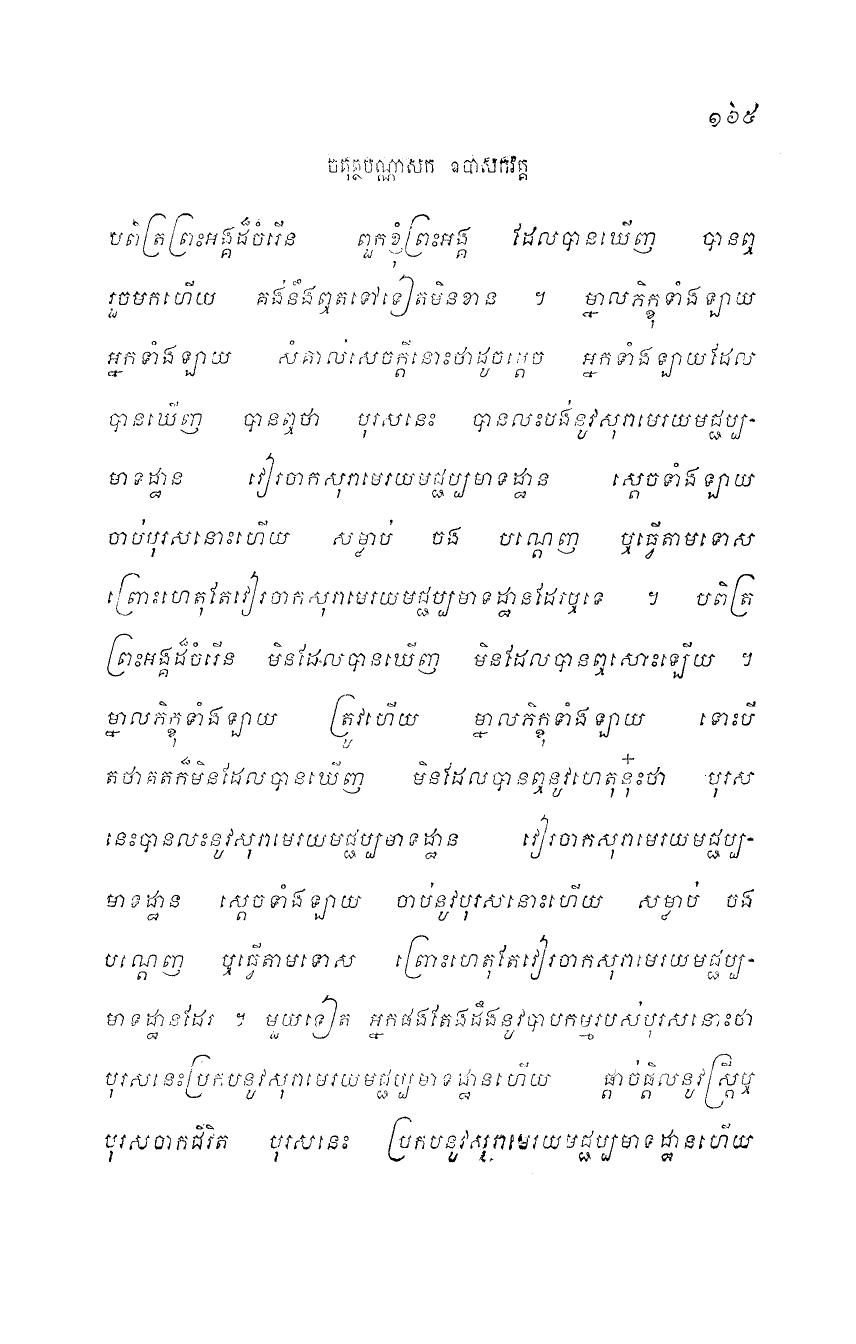 ១៦៥
ចតុត្ថបណ្ណាសក ឧបាសកវគ្គ
បពិត្រព្រះអង្គដ៏ចំរើន ពួកខ្ញុំព្រះអង្គ ដែលបានឃើញ បានឮ
រួចមកហើយ គង់នឹងឮតទៅទៀតមិនខាន ។ ម្នាលភិក្ខុទាំងឡាយ
អ្នកទាំងឡាយ សំគាល់សេចក្តីនោះថាដូចម្តេច អ្នកទាំងឡាយដែល
បានឃើញ បានឮថា បុរសនេះ បានលះបង់នូវសុរាមេរយមជ្ជប្ប-
មាទដ្ឋាន វៀរចាកសុរាមេរយមជ្ជប្បមាទដ្ឋាន ស្តេចទាំងឡាយ
ចាប់បុរសនោះហើយ សម្លាប់ ចង បណ្តេញ ឬធ្វើតាមទោស
ព្រោះហេតុតែវៀរចាកសុរាមេរយមជ្ជប្បមាទដ្ឋានដែរឬទេ ។ បពិត្រ
ព្រះអង្គដ៏ចំរើន មិនដែលបានឃើញ មិនដែលបានឮសោះឡើយ ។
ម្នាលភិក្ខុទាំងឡាយ ត្រូវហើយ ម្នាលភិក្ខុទាំងឡាយ ទោះបី
តថាគតក៏មិនដែលបានឃើញ មិនដែលបានឮនូវហេតុនុ៎ះថា បុរស
នេះបានលះនូវសុរាមេរយមជ្ជប្បមាទដ្ឋាន វៀរចាកសុរាមេរយមជ្ជប្ប-
មាទដ្ឋាន ស្តេចទាំងឡាយ ចាប់នូវបុរសនោះហើយ សម្លាប់ ចង
បណ្តេញ ឬធ្វើតាមទោស ព្រោះហេតុតែវៀរចាកសុរាមេរយមជ្ជប្ប-
មាទដ្ឋានដែរ ។ មួយទៀត អ្នកផងតែងដឹងនូវបាបកម្មរបស់បុរសនោះថា
បុរសនេះប្រកបនូវសុរាមេរយមជ្ជប្បមាទដ្ឋានហើយ ផ្តាច់ផ្តិលនូវស្ត្រីឬ
បុរសចាកជីវិត បុរសនេះ ប្រកបនូវសុរាមេរយមជ្ជប្បមាទដ្ឋានហើយ